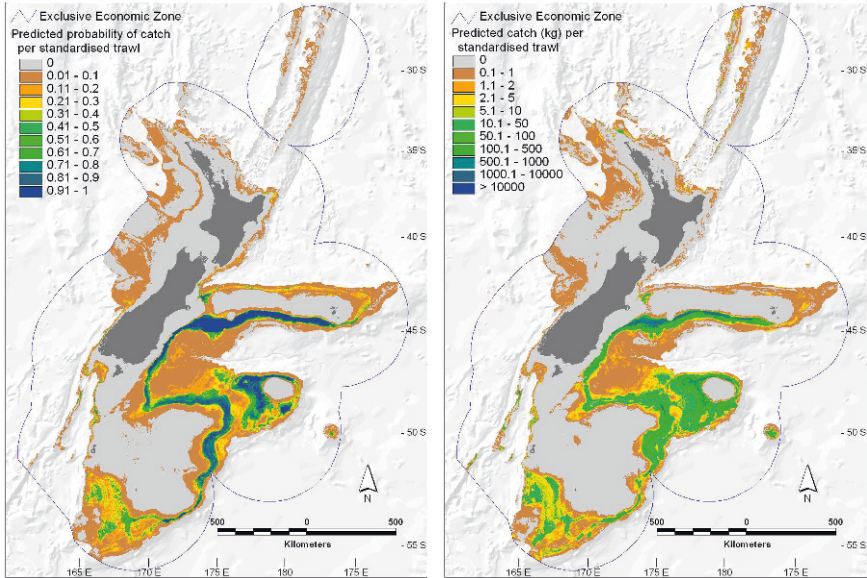 Exclusive Economic Zone
Predicted probability of catch
per standardised trawl
0
0.01 - 0.1
0.11 - 0.2
0.21 - 0.3
0.31 - 0.4
0.41 - 0.5
0.51 - 0.6
0.61 - 0.7
0.71 - 0.8
0.81 - 0.9
0.91 - 1
- 30 S
- 35 S
- 40 S
- 45 S
- 50 S
- 55 S
N
500 0 500
Kilometers
165 E 170 E 175 E 180 175 E
Exclusive Economic Zone
Predicted catch (kg) per
standardised trawl
0
0.1 - 1
1.1 - 2
2.1 - 5
5.1 - 10
10.1 - 50
50.1 - 100
100.1 - 500
500.1 - 1000
1000.1 - 10000
> 10000
- 30 S
- 35 S
- 40 S
- 45 S
- 50 S
- 55 S
N
500 0 500
Kilometers
165 E 170 E 175 E 180 175 E